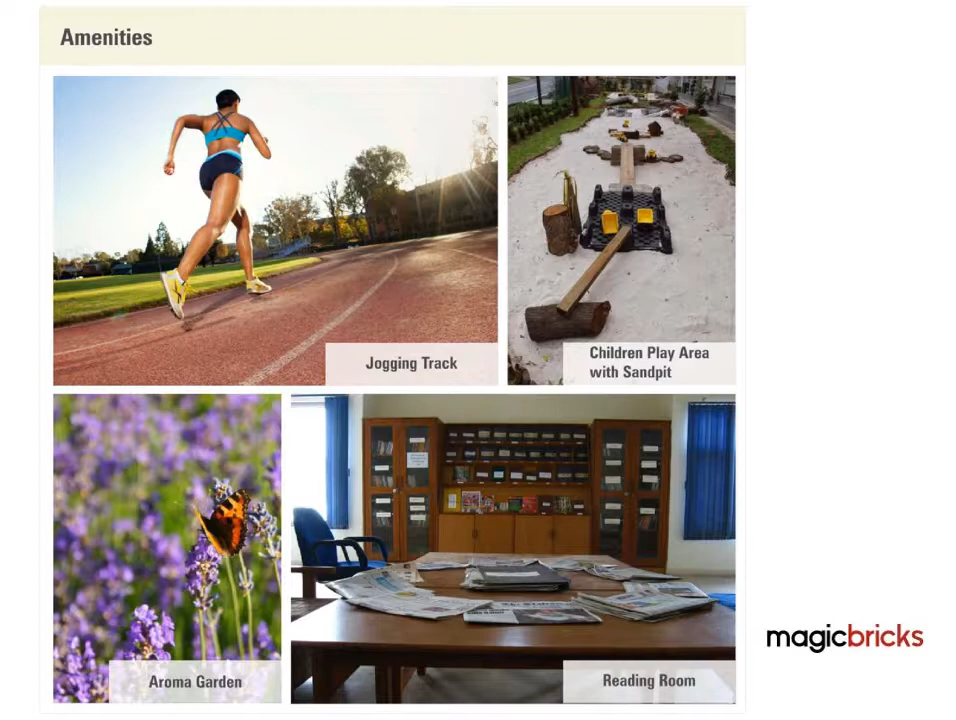 Amenities
Jogging Track
Children Play Area
with Sandpit
Aroma Garden
Reading Room
magicbricks